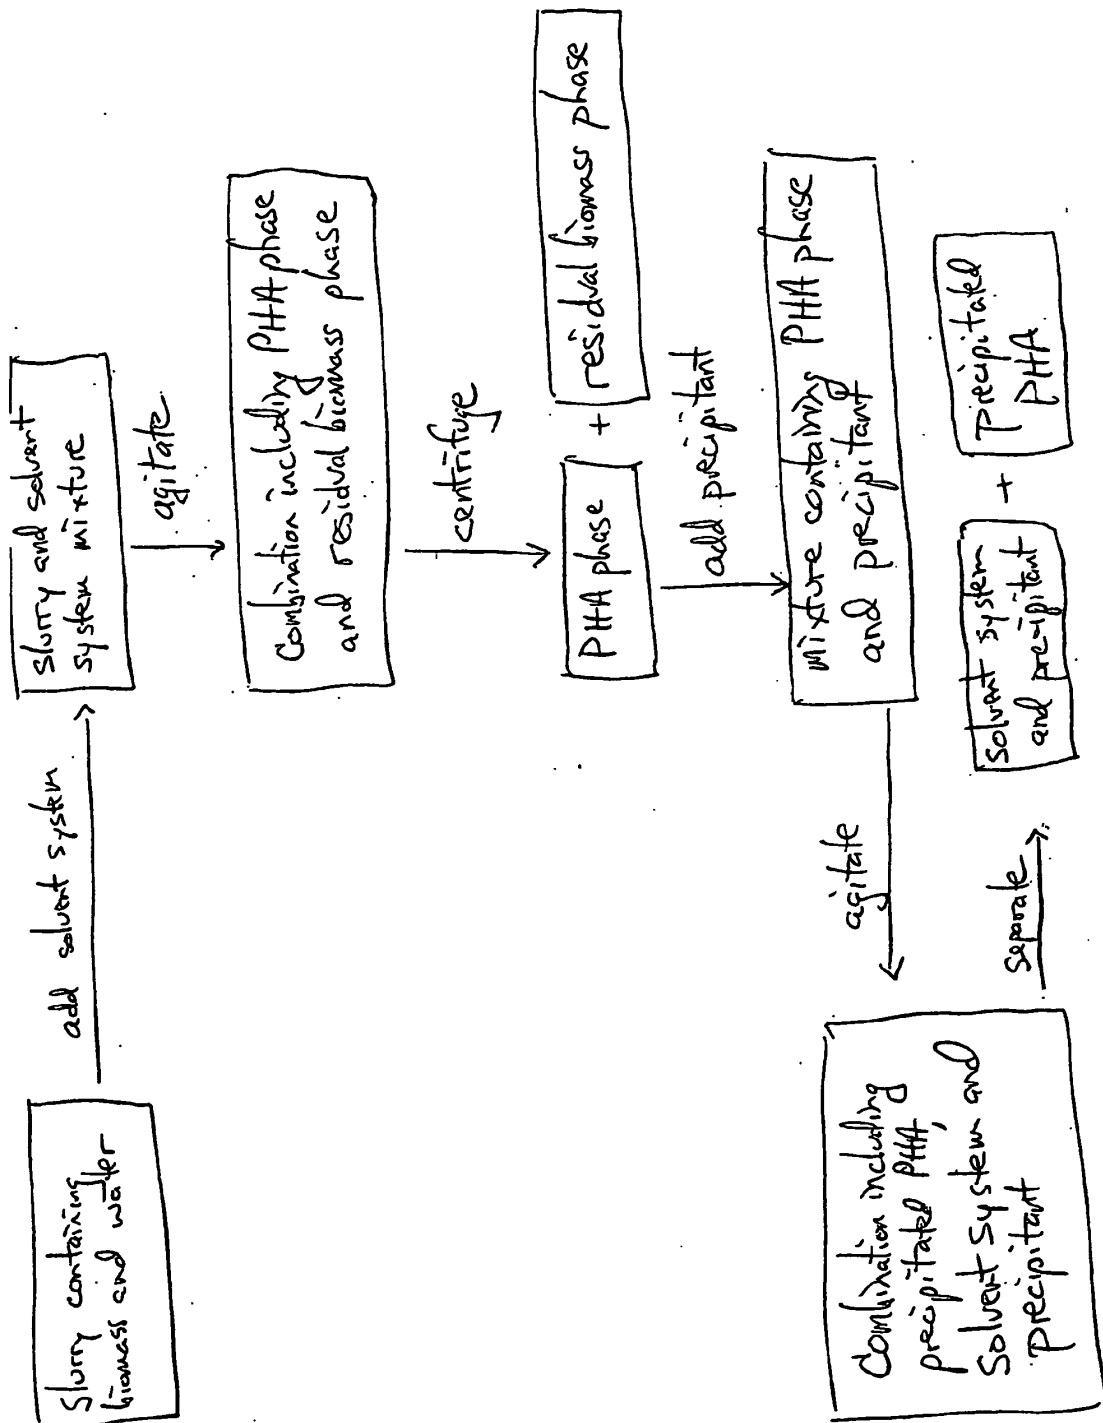 Slurry containing
biomass and water
add solvent system
Slurry and solvent
system mixture
agitate
Combination including PHA phase
and residual biomass phase
centrifuge
PHA phase
+
residual biomass phase
add precipitant
mixture containing PHA phase
and precipitant
agitate
Combination including
precipitated PHA,
Solvent System and
precipitant
separate
solvent system
and precipitant
+
precipitated
PHA